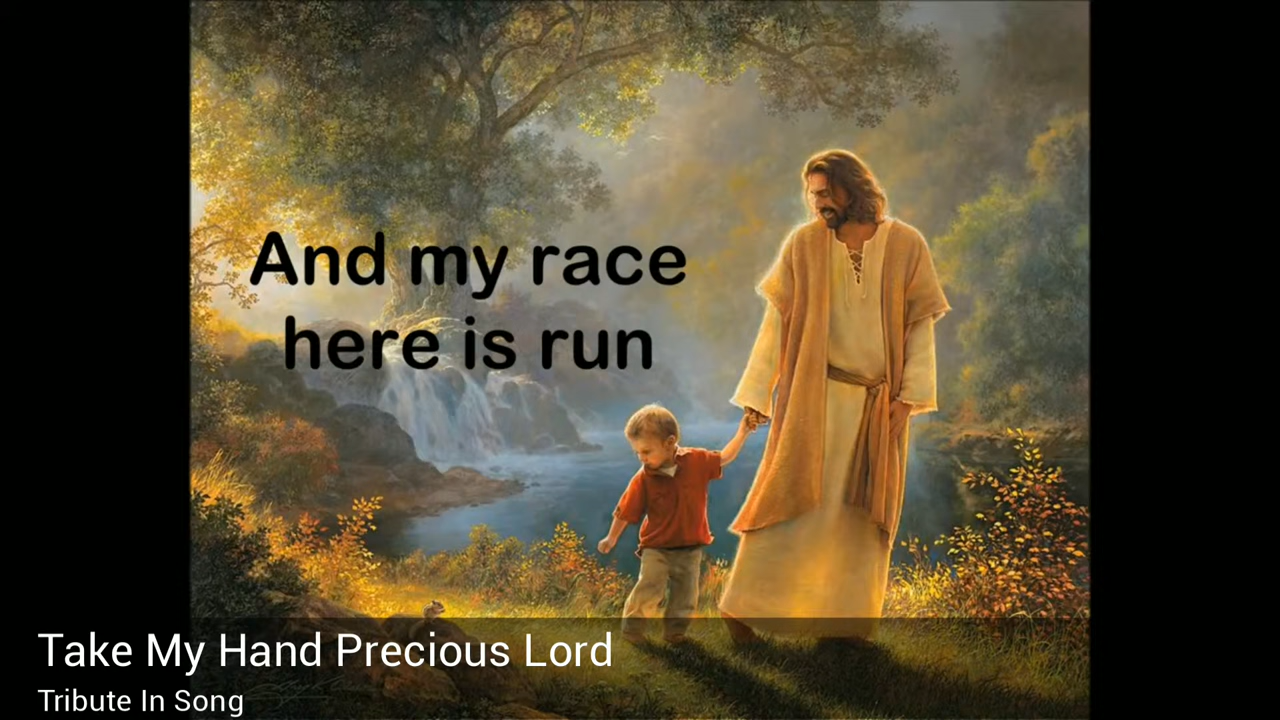 And my race
here is run
Take My Hand Precious Lord
Tribute In Song